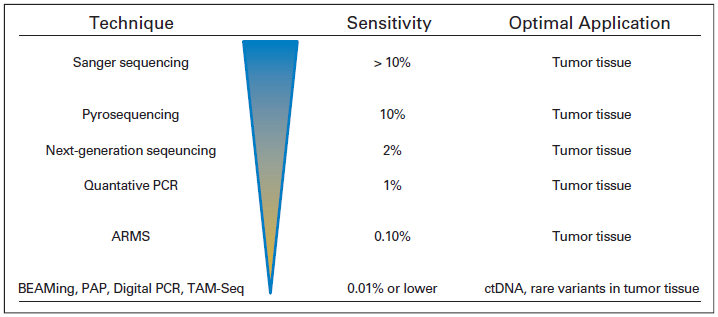 Technique Sensitivity Optimal Application
Sanger sequencing > 10% Tumor tissue
Pyrosequencing 10% Tumor tissue
Next-generation seqeuncing 2% Tumor tissue
Quantative PCR 1% Tumor tissue
ARMS 0.10% Tumor tissue
BEAMing, PAP, Digital PCR, TAM-Seq 0.01% or lower ctDNA, rare variants in tumor tissue